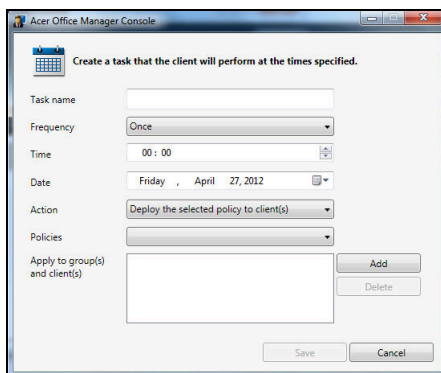 Acer Office Manager Console
Create a task that the client will perform at the times specified.
Task name
Frequency Once
Time 00 : 00
Date Friday , April 27, 2012
Action Deploy the selected policy to client(s)
Policies
Apply to group(s) Add
and client(s)
Delete
Save Cancel